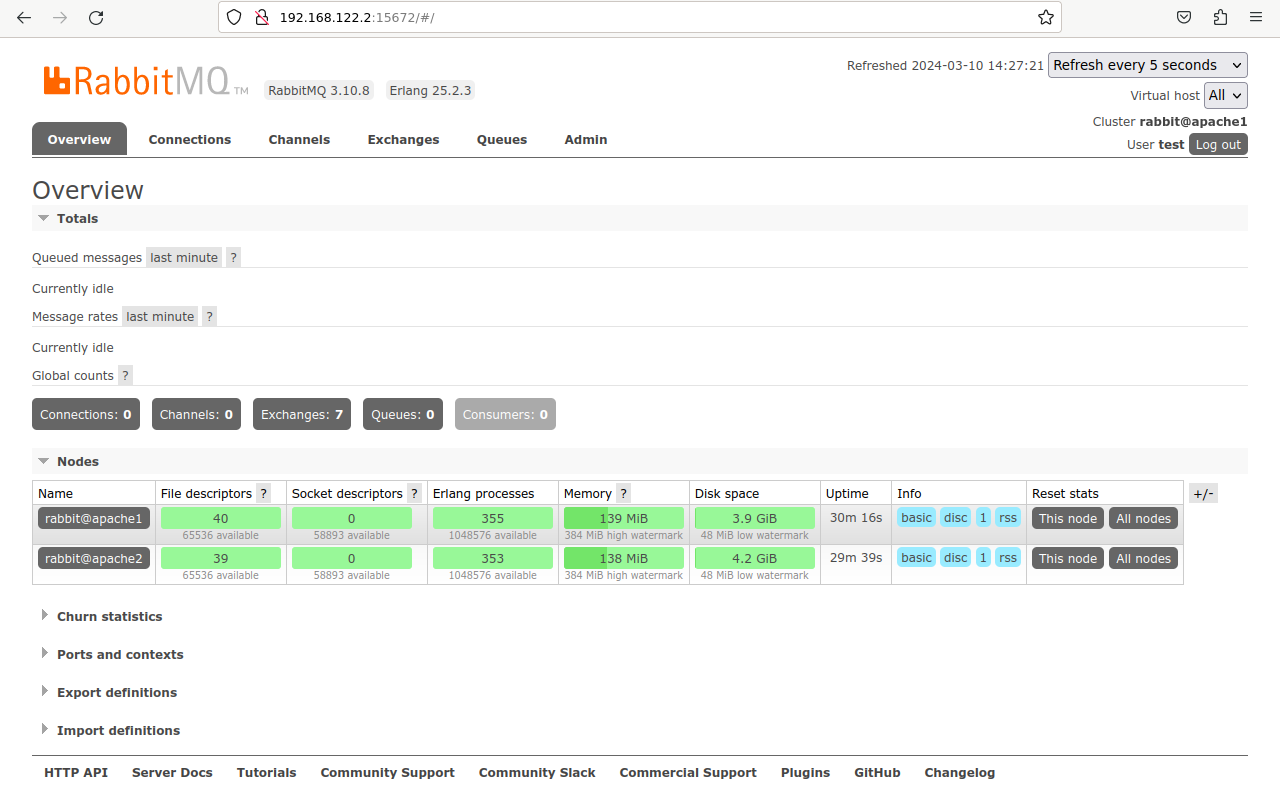 192.168.122.2:15672/#/
RabbitMQ TM RabbitMQ 3.10.8 Erlang 25.2.3
Refreshed 2024-03-10 14:27:21 Refresh every 5 seconds
Virtual host All
Cluster rabbit@apache1
User test Log out
Overview Connections Channels Exchanges Queues Admin
Overview
Totals
Queued messages last minute ?
Currently idle
Message rates last minute ?
Currently idle
Global counts ?
Connections: 0 Channels: 0 Exchanges: 7 Queues: 0 Consumers: 0
Nodes
Name File descriptors ? Socket descriptors ? Erlang processes Memory ? Disk space Uptime Info Reset stats +/-
rabbit@apache1 40 0 355 139 MiB 3.9 GiB 30m 16s basic disc 1 rss This node All nodes
65536 available 58893 available 1048576 available 384 MiB high watermark 48 MiB low watermark
rabbit@apache2 39 0 353 138 MiB 4.2 GiB 29m 39s basic disc 1 rss This node All nodes
65536 available 58893 available 1048576 available 384 MiB high watermark 48 MiB low watermark
Churn statistics
Ports and contexts
Export definitions
Import definitions
HTTP API Server Docs Tutorials Community Support Community Slack Commercial Support Plugins GitHub Changelog